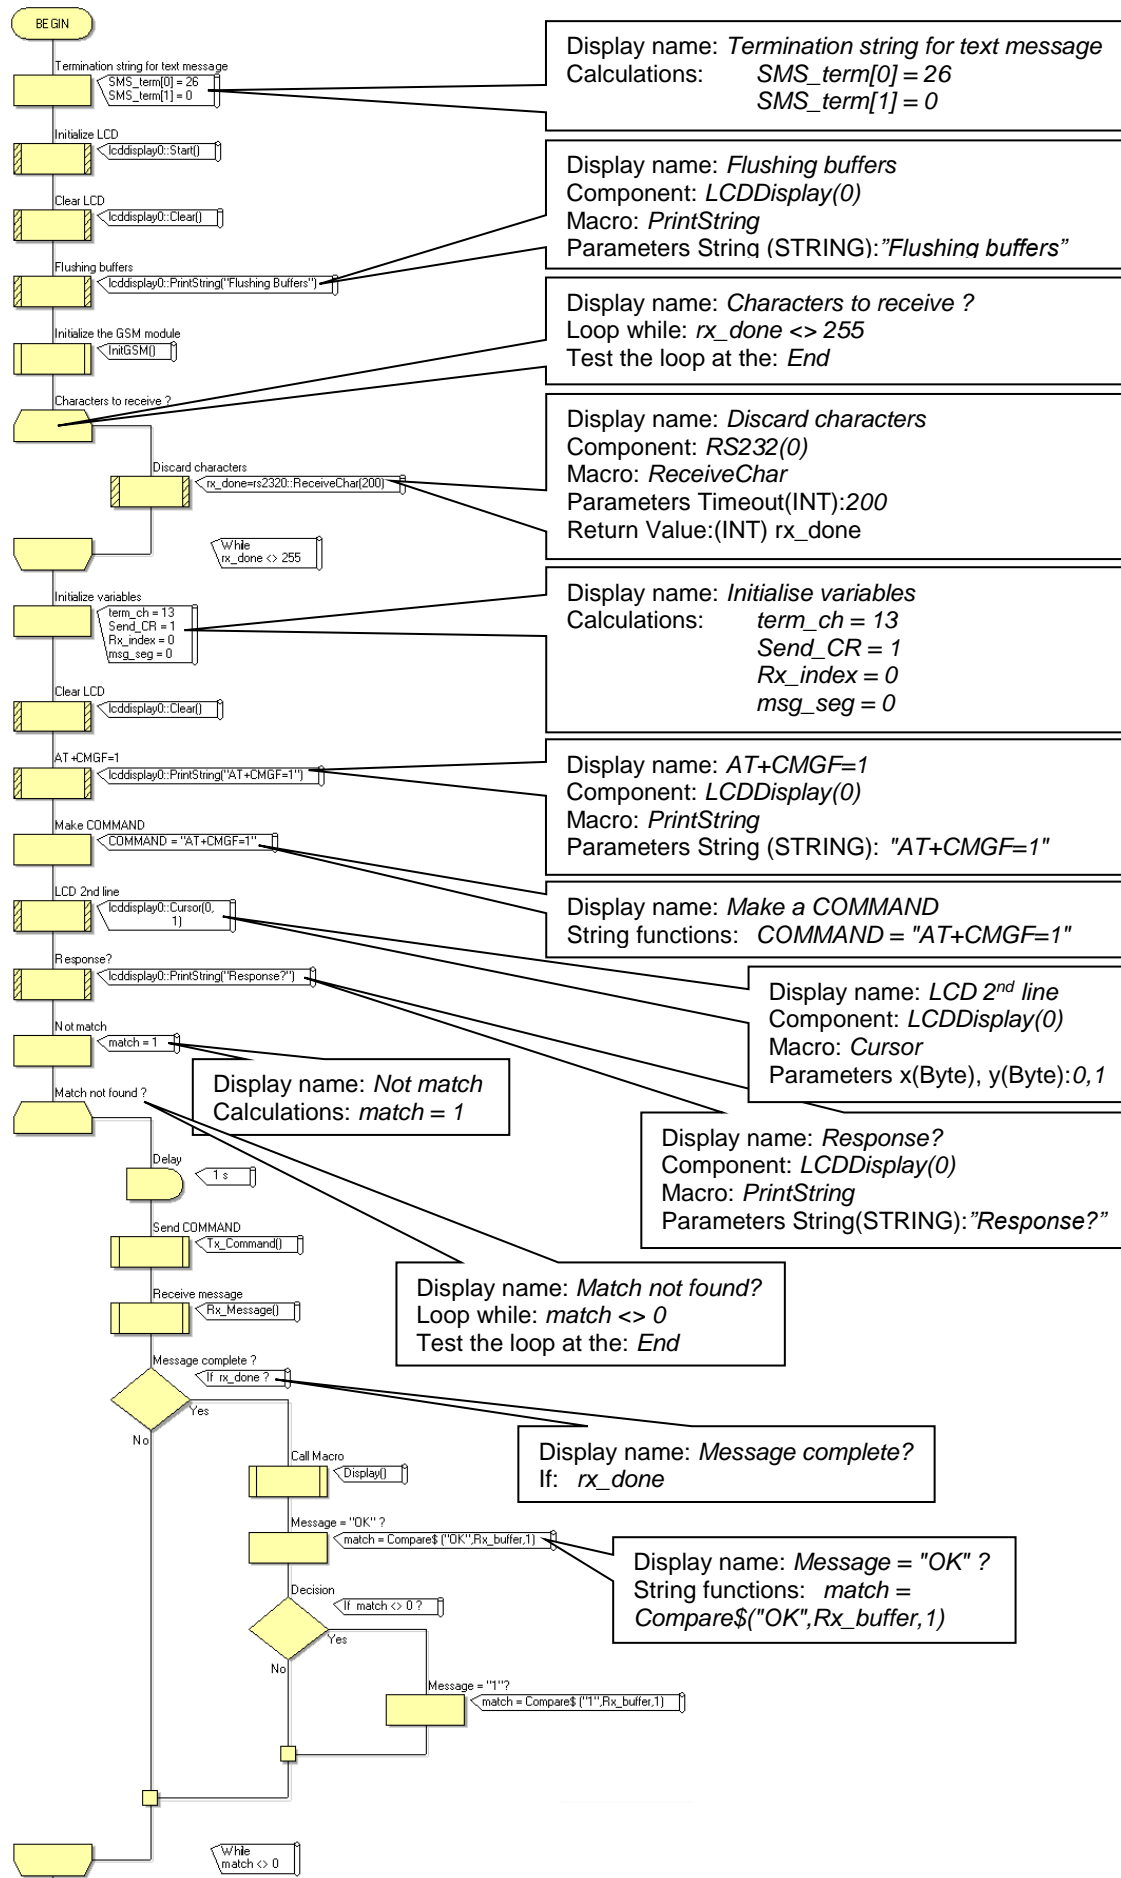 BEGIN
Termination string for text message
SMS_term[0] = 26
SMS_term[1] = 0
Display name: Termination string for text message
Calculations: SMS_term[0] = 26
SMS_term[1] = 0
Initialize LCD
lcddisplay0::Start()
Clear LCD
lcddisplay0::Clear()
Flushing buffers
lcddisplay0::PrintString("Flushing Buffers")
Display name: Flushing buffers
Component: LCDDisplay(0)
Macro: PrintString
Parameters String (STRING):”Flushing buffers”
Initialize the GSM module
InitGSM()
Characters to receive ?
Display name: Characters to receive ?
Loop while: rx_done <> 255
Test the loop at the: End
Discard characters
rx_done=rs2320::ReceiveChar(200)
Display name: Discard characters
Component: RS232(0)
Macro: ReceiveChar
Parameters Timeout(INT):200
Return Value:(INT) rx_done
While
rx_done <> 255
Initialize variables
term_ch = 13
Send_CR = 1
Rx_index = 0
msg_seg = 0
Display name: Initialise variables
Calculations: term_ch = 13
Send_CR = 1
Rx_index = 0
msg_seg = 0
Clear LCD
lcddisplay0::Clear()
AT+CMGF=1
lcddisplay0::PrintString("AT+CMGF=1")
Display name: AT+CMGF=1
Component: LCDDisplay(0)
Macro: PrintString
Parameters String (STRING): "AT+CMGF=1"
Make COMMAND
COMMAND = "AT+CMGF=1"
Display name: Make a COMMAND
String functions: COMMAND = "AT+CMGF=1"
LCD 2nd line
lcddisplay0::Cursor(0,
1)
Display name: LCD 2nd line
Component: LCDDisplay(0)
Macro: Cursor
Parameters x(Byte), y(Byte):0,1
Response?
lcddisplay0::PrintString("Response?")
Display name: Response?
Component: LCDDisplay(0)
Macro: PrintString
Parameters String(STRING):”Response?”
Not match
match = 1
Display name: Not match
Calculations: match = 1
Match not found ?
Display name: Match not found?
Loop while: match <> 0
Test the loop at the: End
Delay
1 s
Send COMMAND
Tx_Command()
Receive message
Rx_Message()
Message complete ?
If rx_done ?
Yes
No
Display name: Message complete?
If: rx_done
Call Macro
Display()
Message = "OK" ?
match = Compare$ ("OK",Rx_buffer,1)
Display name: Message = "OK" ?
String functions: match =
Compare$("OK",Rx_buffer,1)
Decision
If match <> 0 ?
Yes
No
Message = "1"?
match = Compare$ ("1",Rx_buffer,1)
While
match <> 0